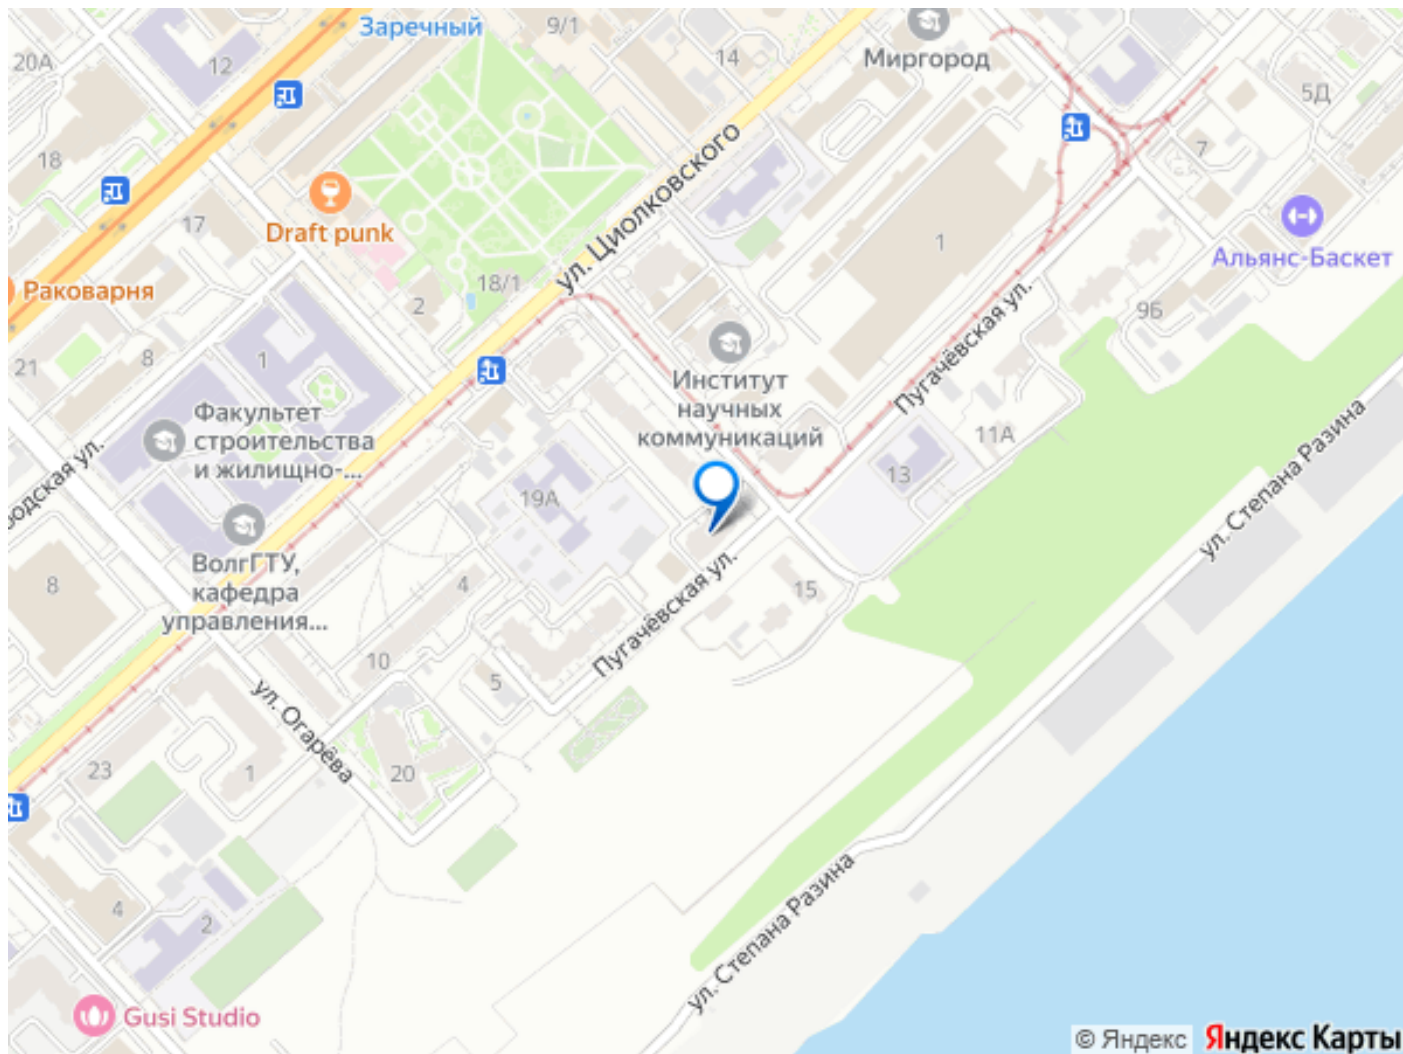 Заречный
9/1
20А
12
14
Миргород
5Д
18
7
Draft punk
17
ул. Циолковского
1
Альянс-Баскет
Раковарня
18/1
2
9Б
21
8
1
Пугачёвская ул.
Институт
научных
коммуникаций
Факультет
строительства
и жилищно-...
11А
13
ул. Степана Разина
одская ул.
19А
ВолгГТУ,
кафедра
управления...
8
4
15
Пугачёвская ул.
10
5
ул. Огарёва
23
1
20
ул. Степана Разина
4
2
Gusi Studio
© Яндекс Яндекс Карты